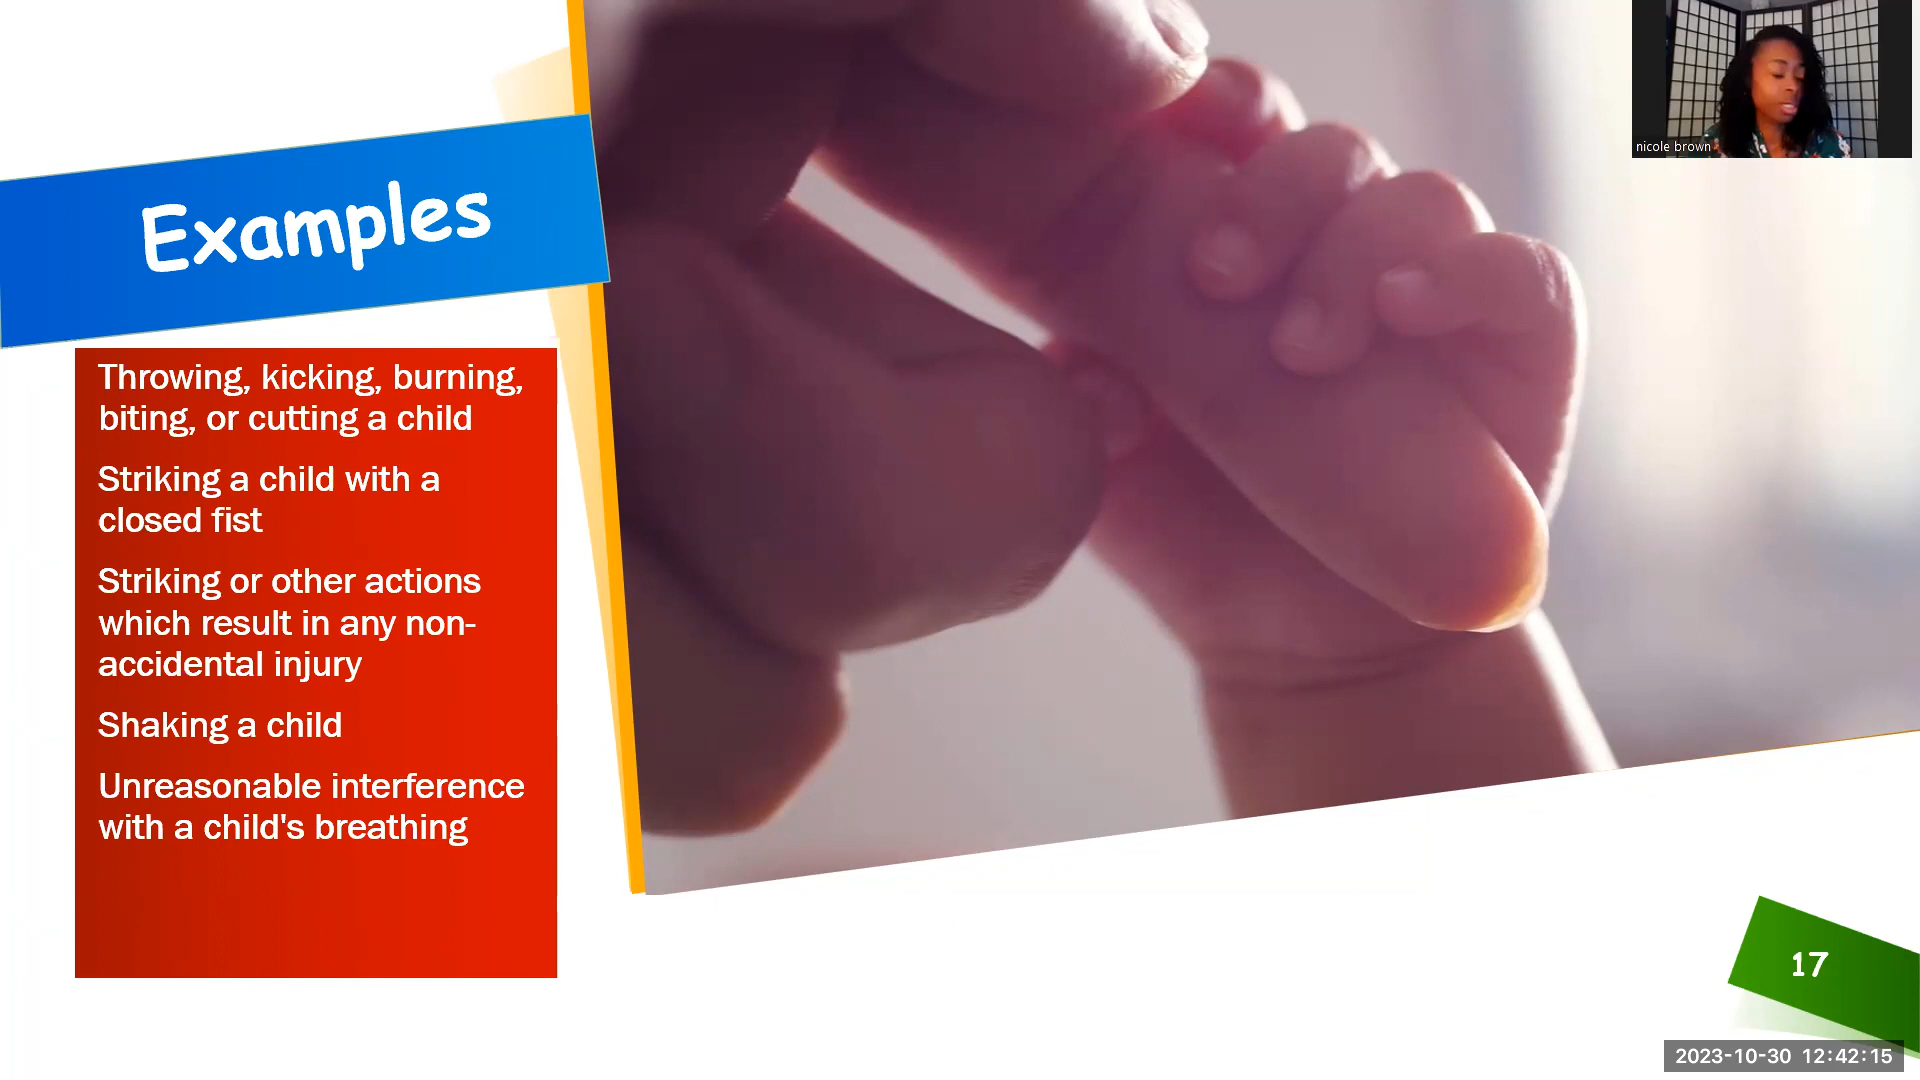 nicole brown
Examples
Throwing, kicking, burning,
biting, or cutting a child
Striking a child with a
closed fist
Striking or other actions
which result in any non-
accidental injury
Shaking a child
Unreasonable interference
with a child's breathing
17
2023-10-30 12:42:15